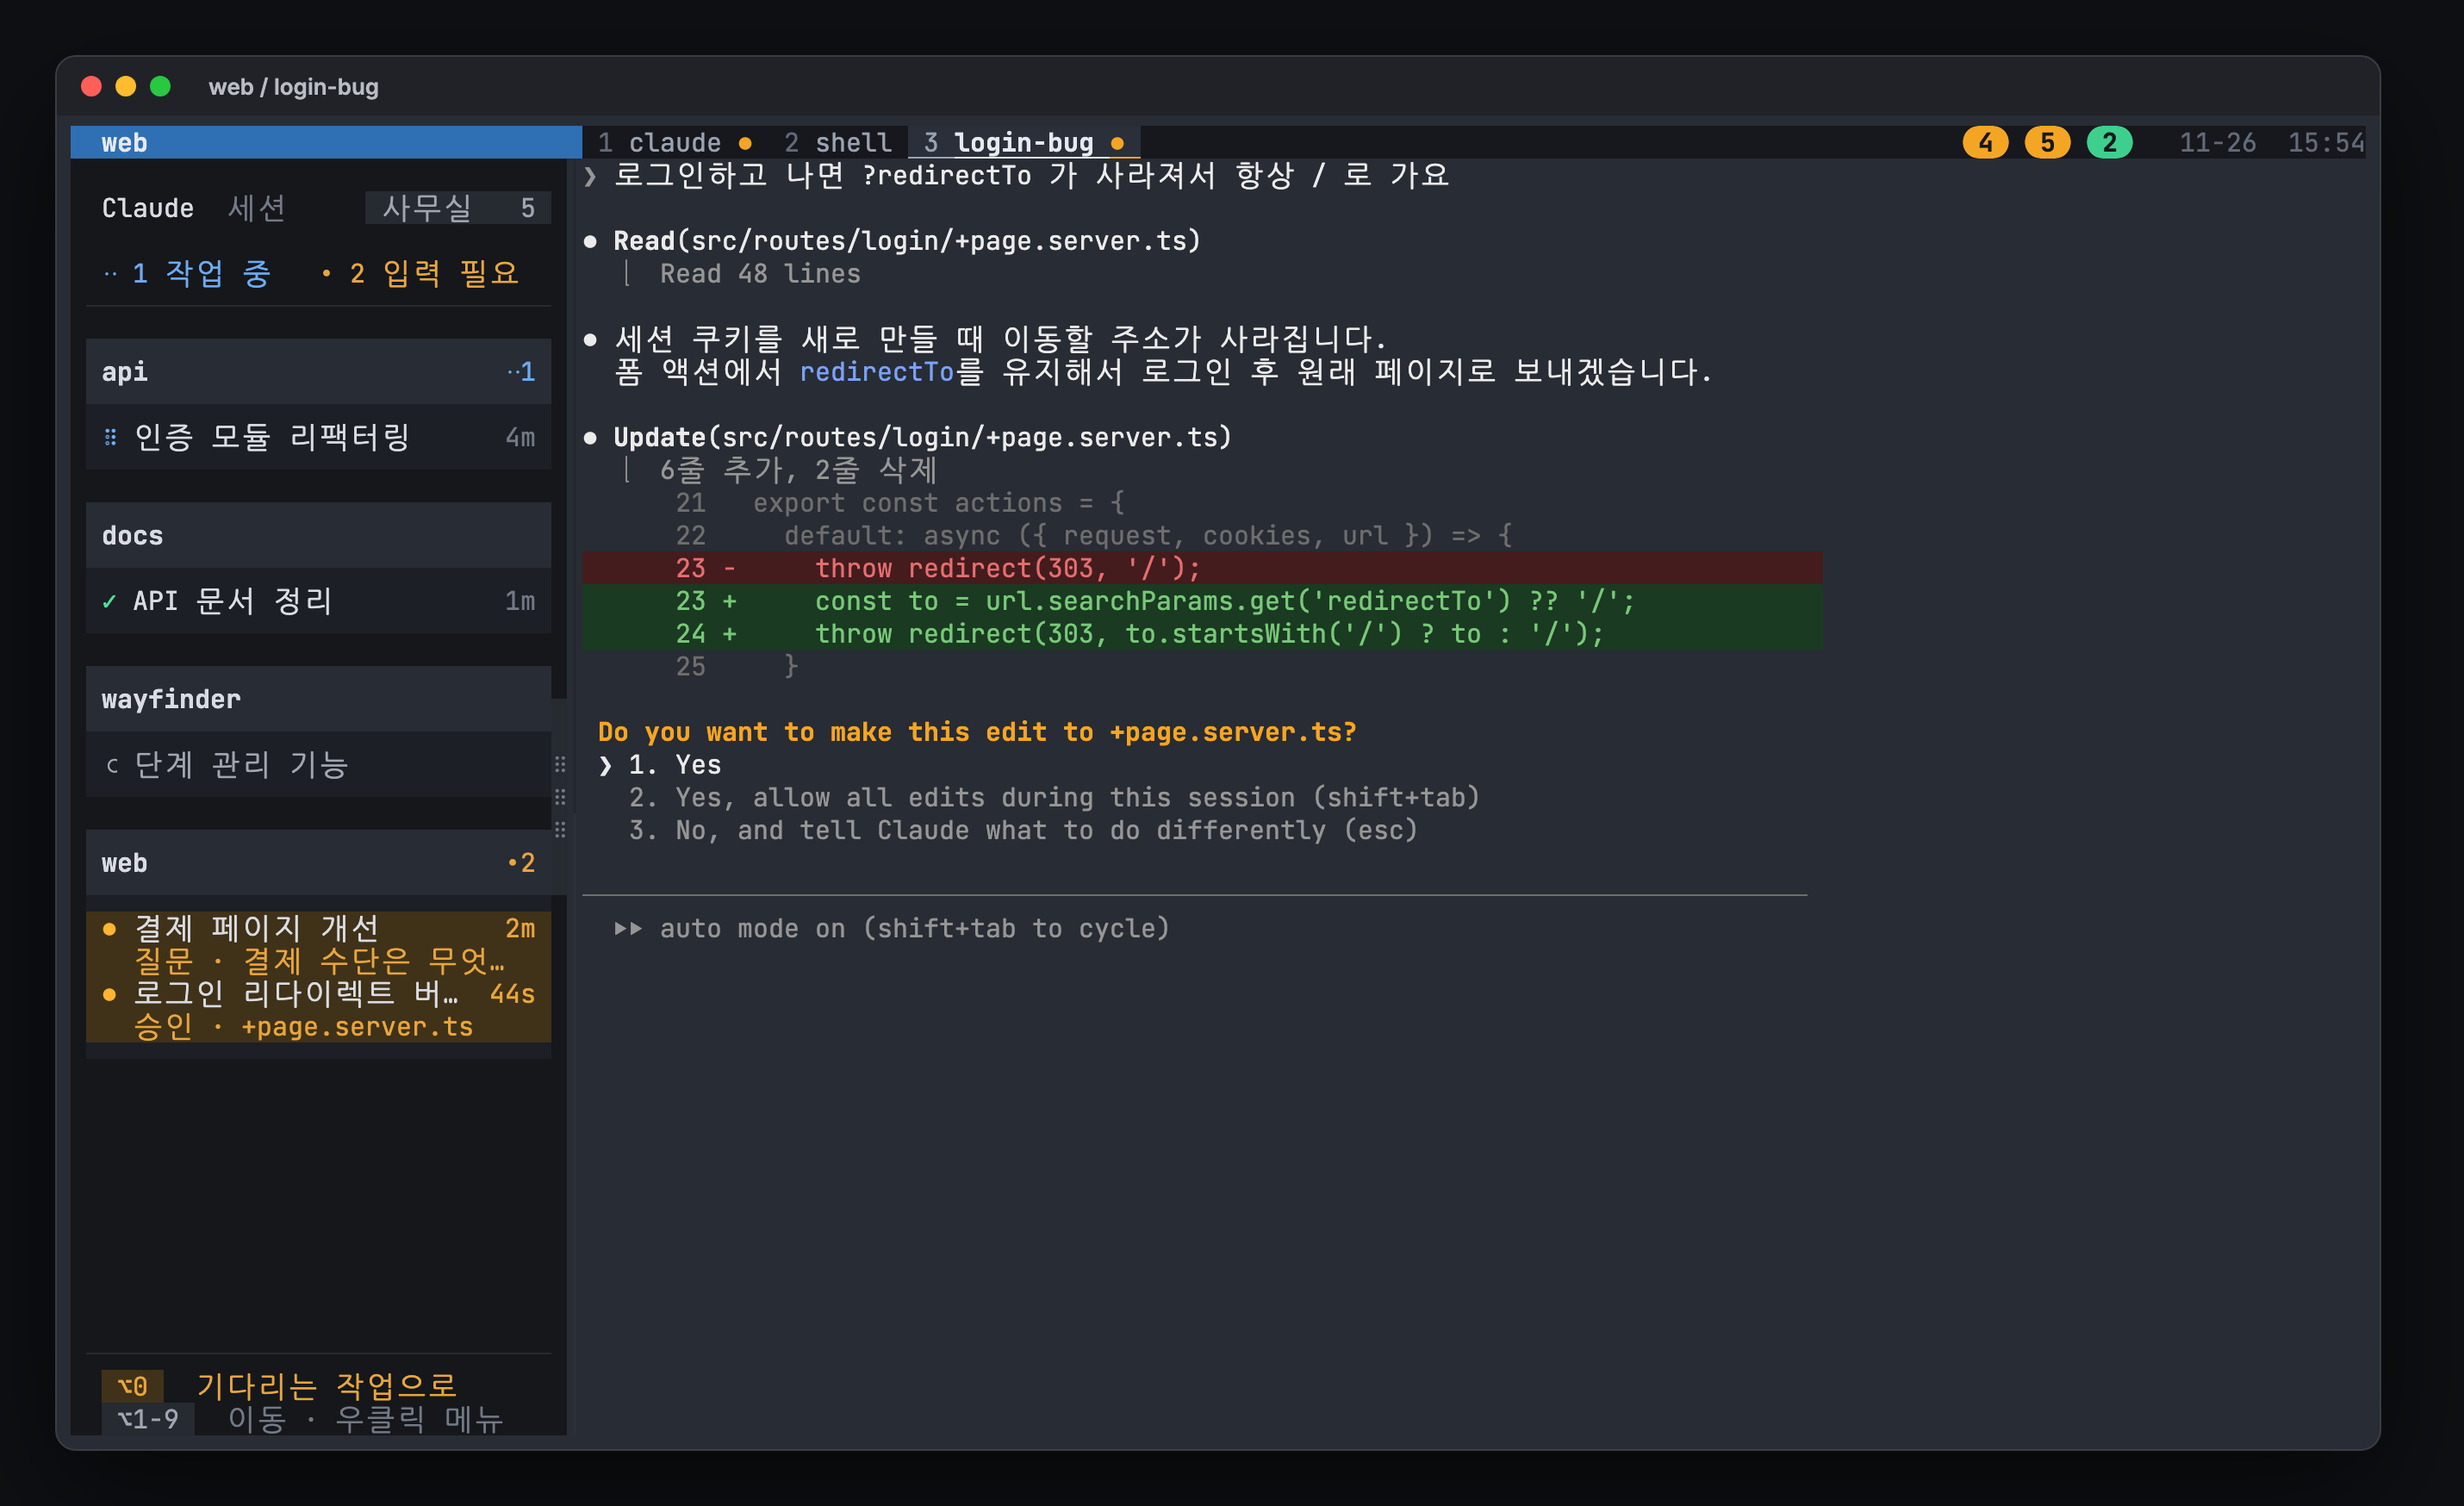 web / login-bug
web
1 claude ● 2 shell 3 login-bug ●
4 5 2 11-26 15:54
Claude 세션 사무실 5
·· 1 작업 중 • 2 입력 필요
api ··1
⠿ 인증 모듈 리팩터링 4m
docs
✓ API 문서 정리 1m
wayfinder
c 단계 관리 기능
web •2
● 결제 페이지 개선 2m
질문 · 결제 수단은 무엇…
● 로그인 리다이렉트 버… 44s
승인 · +page.server.ts
⌥0 기다리는 작업으로
⌥1-9 이동 · 우클릭 메뉴
❯ 로그인하고 나면 ?redirectTo 가 사라져서 항상 / 로 가요
● Read(src/routes/login/+page.server.ts)
⎣ Read 48 lines
● 세션 쿠키를 새로 만들 때 이동할 주소가 사라집니다.
폼 액션에서 redirectTo를 유지해서 로그인 후 원래 페이지로 보내겠습니다.
● Update(src/routes/login/+page.server.ts)
⎣ 6줄 추가, 2줄 삭제
21 export const actions = {
22 default: async ({ request, cookies, url }) => {
23 - throw redirect(303, '/');
23 + const to = url.searchParams.get('redirectTo') ?? '/';
24 + throw redirect(303, to.startsWith('/') ? to : '/');
25 }
Do you want to make this edit to +page.server.ts?
❯ 1. Yes
2. Yes, allow all edits during this session (shift+tab)
3. No, and tell Claude what to do differently (esc)
▸▸ auto mode on (shift+tab to cycle)